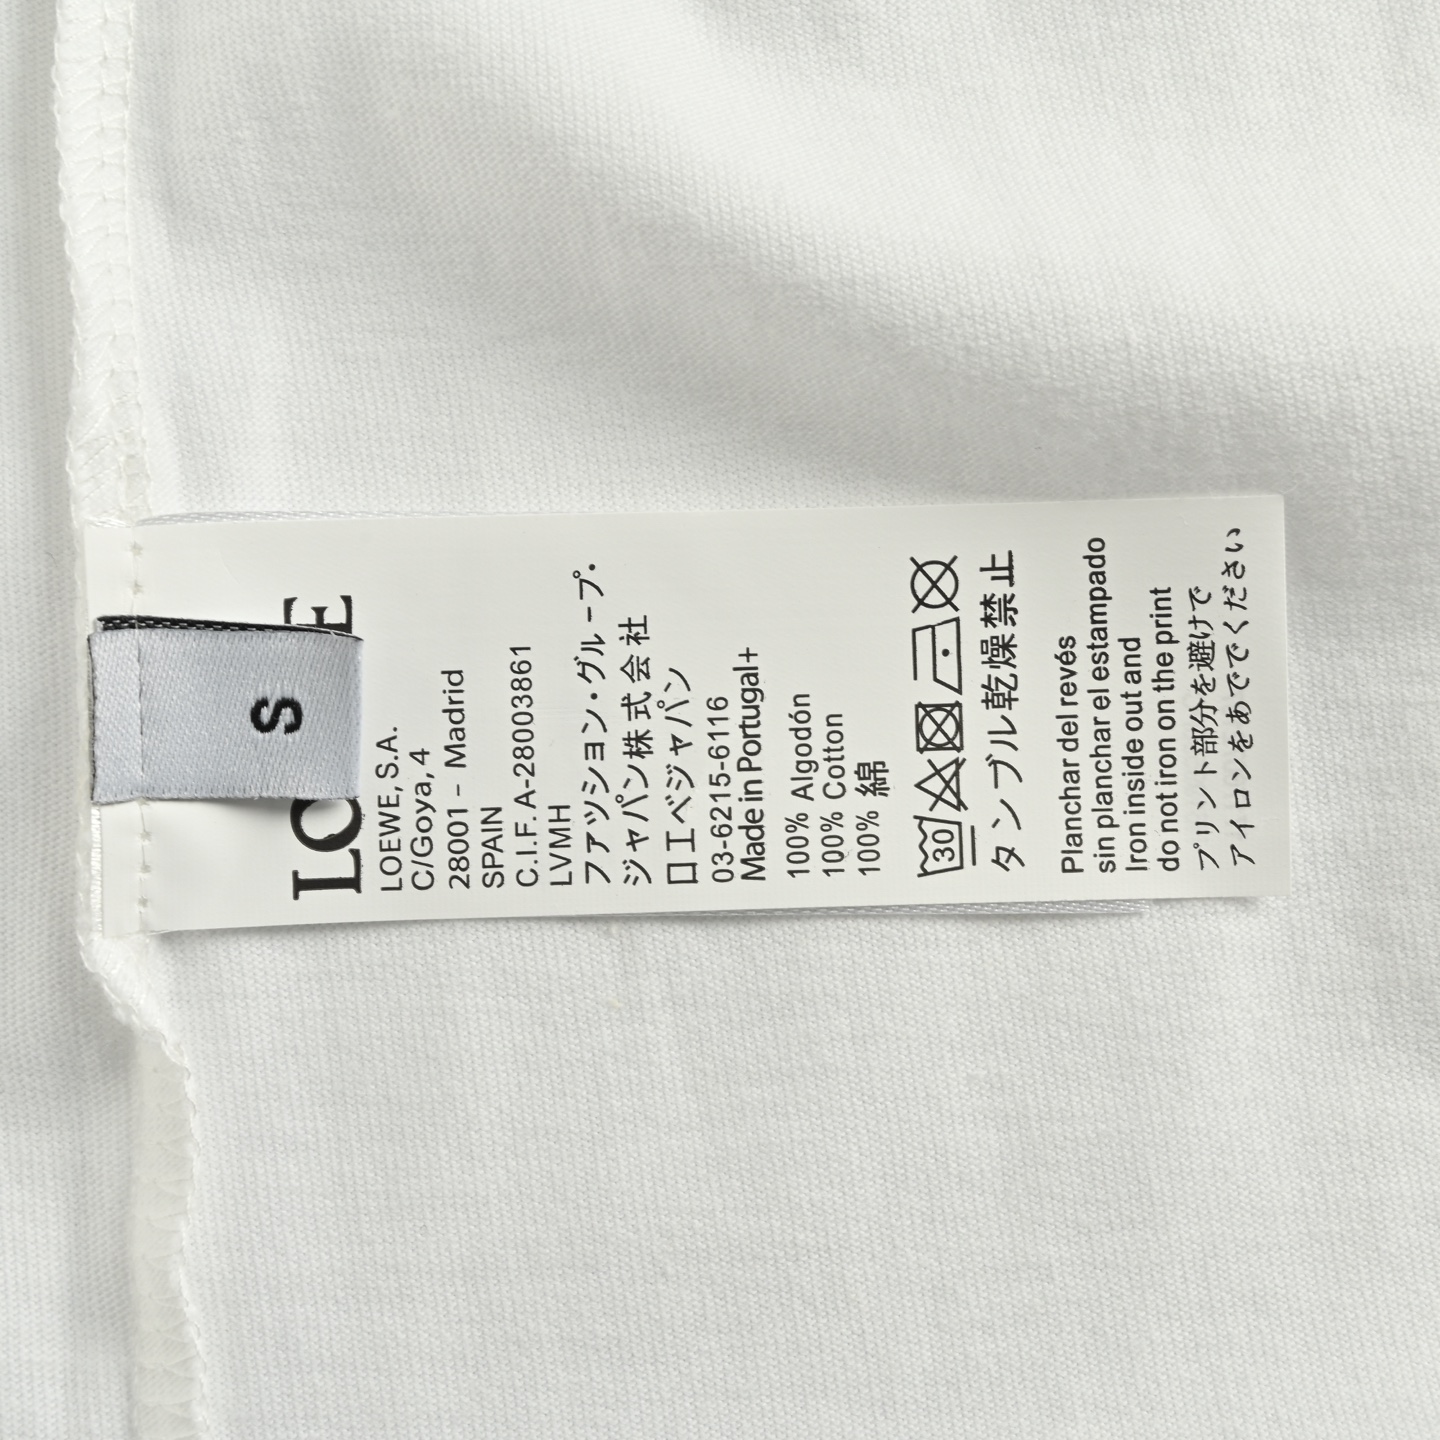 S
LOEWE
LOEWE, S.A.
C/Goya, 4
28001 – Madrid
SPAIN
C.I.F. A-28003861
LVMH
ファッション・グループ.
ジャパン株式会社
ロエベジャパン
03-6215-6116
Made in Portugal+
100% Algodón
100% Cotton
100% 綿
30
タンブル乾燥禁止
Planchar del revés
sin planchar el estampado
Iron inside out and
do not iron on the print
プリント部分を避けて
アイロンをあててください